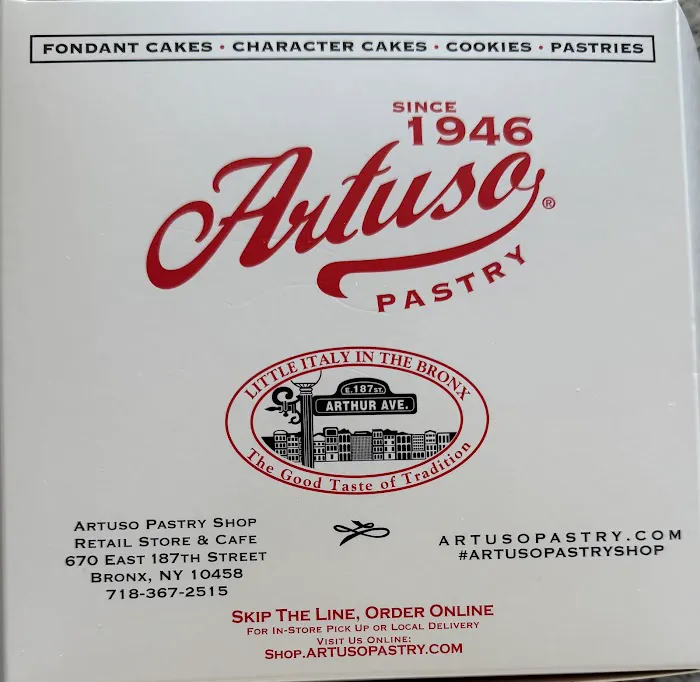 FONDANT CAKES • CHARACTER CAKES • COOKIES • PASTRIES
SINCE
1946
Artuso®
PASTRY
LITTLE ITALY IN THE BRONX
E. 187 ST.
ARTHUR AVE.
The Good Taste of Tradition
ARTUSO PASTRY SHOP
RETAIL STORE & CAFE
670 EAST 187TH STREET
BRONX, NY 10458
718-367-2515
ARTUSOPASTRY.COM
#ARTUSOPASTRYSHOP
SKIP THE LINE, ORDER ONLINE
FOR IN-STORE PICK UP OR LOCAL DELIVERY
VISIT US ONLINE:
SHOP.ARTUSOPASTRY.COM